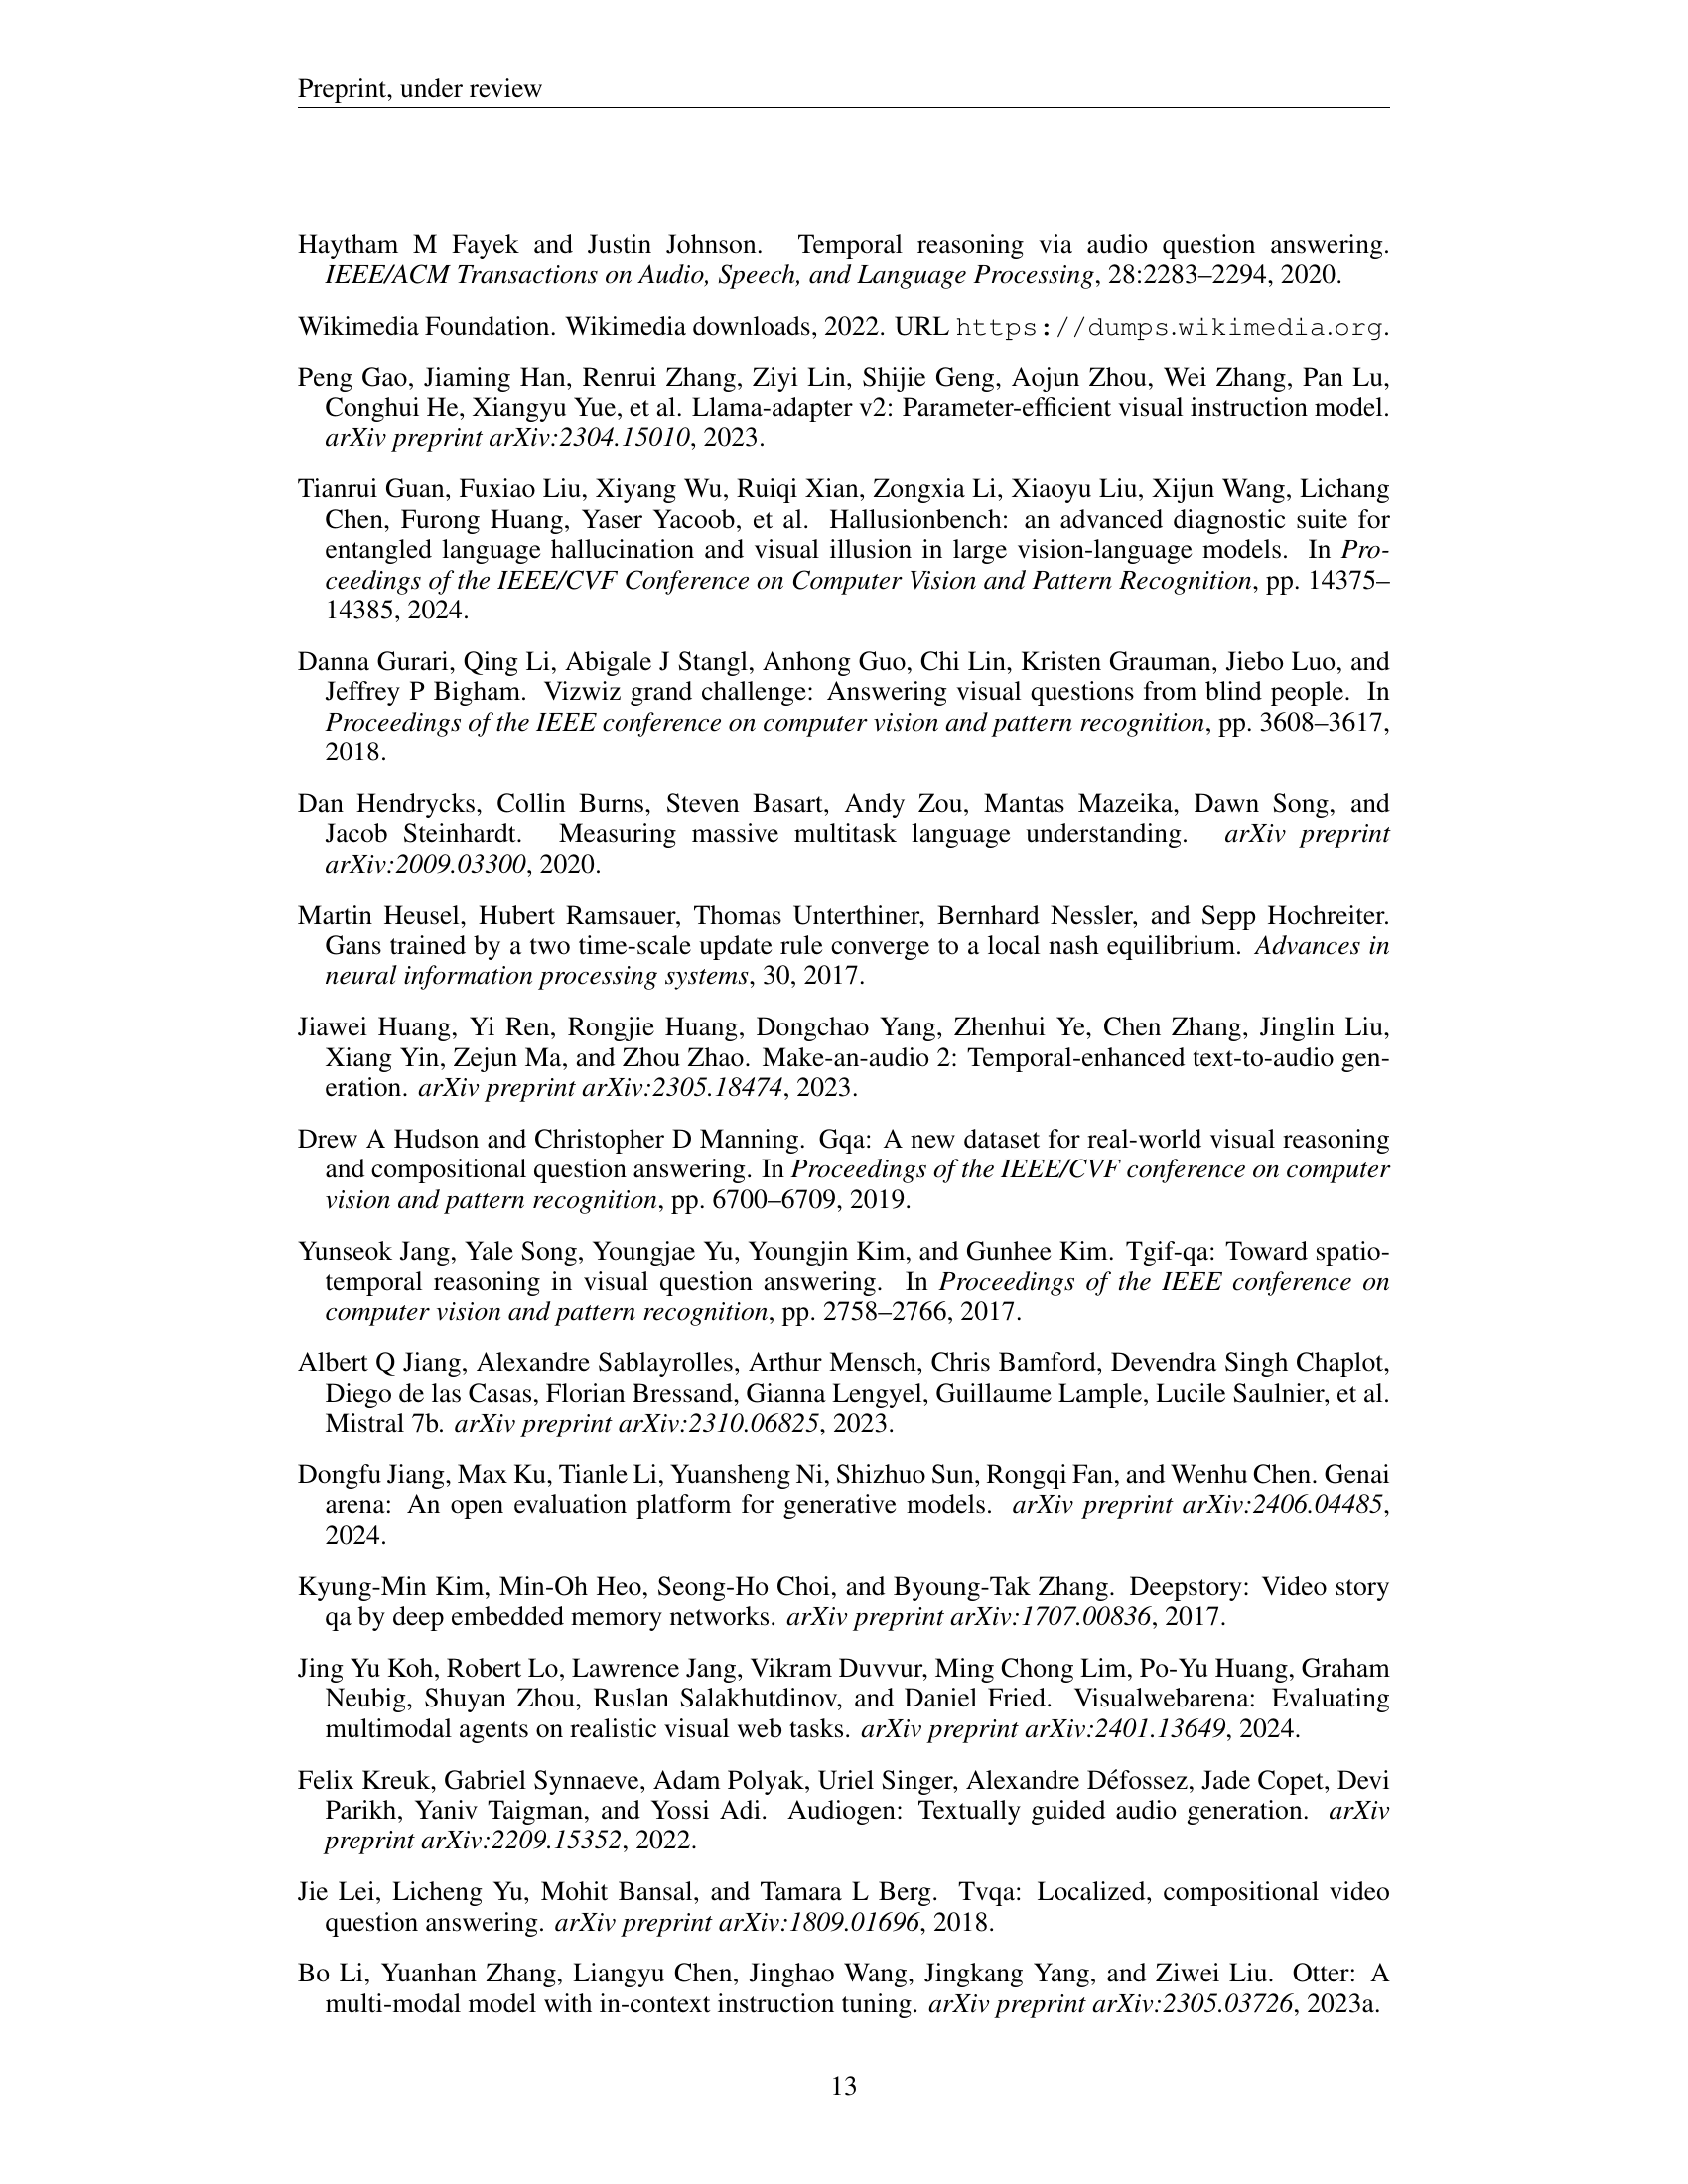 Preprint, under review
Haytham M Fayek and Justin Johnson. Temporal reasoning via audio question answering.
IEEE/ACM Transactions on Audio, Speech, and Language Processing, 28:2283–2294, 2020.
Wikimedia Foundation. Wikimedia downloads, 2022. URL https://dumps.wikimedia.org.
Peng Gao, Jiaming Han, Renrui Zhang, Ziyi Lin, Shijie Geng, Aojun Zhou, Wei Zhang, Pan Lu,
Conghui He, Xiangyu Yue, et al. Llama-adapter v2: Parameter-efficient visual instruction model.
arXiv preprint arXiv:2304.15010, 2023.
Tianrui Guan, Fuxiao Liu, Xiyang Wu, Ruiqi Xian, Zongxia Li, Xiaoyu Liu, Xijun Wang, Lichang
Chen, Furong Huang, Yaser Yacoob, et al. Hallusionbench: an advanced diagnostic suite for
entangled language hallucination and visual illusion in large vision-language models. In Pro-
ceedings of the IEEE/CVF Conference on Computer Vision and Pattern Recognition, pp. 14375–
14385, 2024.
Danna Gurari, Qing Li, Abigale J Stangl, Anhong Guo, Chi Lin, Kristen Grauman, Jiebo Luo, and
Jeffrey P Bigham. Vizwiz grand challenge: Answering visual questions from blind people. In
Proceedings of the IEEE conference on computer vision and pattern recognition, pp. 3608–3617,
2018.
Dan Hendrycks, Collin Burns, Steven Basart, Andy Zou, Mantas Mazeika, Dawn Song, and
Jacob Steinhardt. Measuring massive multitask language understanding. arXiv preprint
arXiv:2009.03300, 2020.
Martin Heusel, Hubert Ramsauer, Thomas Unterthiner, Bernhard Nessler, and Sepp Hochreiter.
Gans trained by a two time-scale update rule converge to a local nash equilibrium. Advances in
neural information processing systems, 30, 2017.
Jiawei Huang, Yi Ren, Rongjie Huang, Dongchao Yang, Zhenhui Ye, Chen Zhang, Jinglin Liu,
Xiang Yin, Zejun Ma, and Zhou Zhao. Make-an-audio 2: Temporal-enhanced text-to-audio gen-
eration. arXiv preprint arXiv:2305.18474, 2023.
Drew A Hudson and Christopher D Manning. Gqa: A new dataset for real-world visual reasoning
and compositional question answering. In Proceedings of the IEEE/CVF conference on computer
vision and pattern recognition, pp. 6700–6709, 2019.
Yunseok Jang, Yale Song, Youngjae Yu, Youngjin Kim, and Gunhee Kim. Tgif-qa: Toward spatio-
temporal reasoning in visual question answering. In Proceedings of the IEEE conference on
computer vision and pattern recognition, pp. 2758–2766, 2017.
Albert Q Jiang, Alexandre Sablayrolles, Arthur Mensch, Chris Bamford, Devendra Singh Chaplot,
Diego de las Casas, Florian Bressand, Gianna Lengyel, Guillaume Lample, Lucile Saulnier, et al.
Mistral 7b. arXiv preprint arXiv:2310.06825, 2023.
Dongfu Jiang, Max Ku, Tianle Li, Yuansheng Ni, Shizhuo Sun, Rongqi Fan, and Wenhu Chen. Genai
arena: An open evaluation platform for generative models. arXiv preprint arXiv:2406.04485,
2024.
Kyung-Min Kim, Min-Oh Heo, Seong-Ho Choi, and Byoung-Tak Zhang. Deepstory: Video story
qa by deep embedded memory networks. arXiv preprint arXiv:1707.00836, 2017.
Jing Yu Koh, Robert Lo, Lawrence Jang, Vikram Duvvur, Ming Chong Lim, Po-Yu Huang, Graham
Neubig, Shuyan Zhou, Ruslan Salakhutdinov, and Daniel Fried. Visualwebarena: Evaluating
multimodal agents on realistic visual web tasks. arXiv preprint arXiv:2401.13649, 2024.
Felix Kreuk, Gabriel Synnaeve, Adam Polyak, Uriel Singer, Alexandre Défossez, Jade Copet, Devi
Parikh, Yaniv Taigman, and Yossi Adi. Audiogen: Textually guided audio generation. arXiv
preprint arXiv:2209.15352, 2022.
Jie Lei, Licheng Yu, Mohit Bansal, and Tamara L Berg. Tvqa: Localized, compositional video
question answering. arXiv preprint arXiv:1809.01696, 2018.
Bo Li, Yuanhan Zhang, Liangyu Chen, Jinghao Wang, Jingkang Yang, and Ziwei Liu. Otter: A
multi-modal model with in-context instruction tuning. arXiv preprint arXiv:2305.03726, 2023a.
13